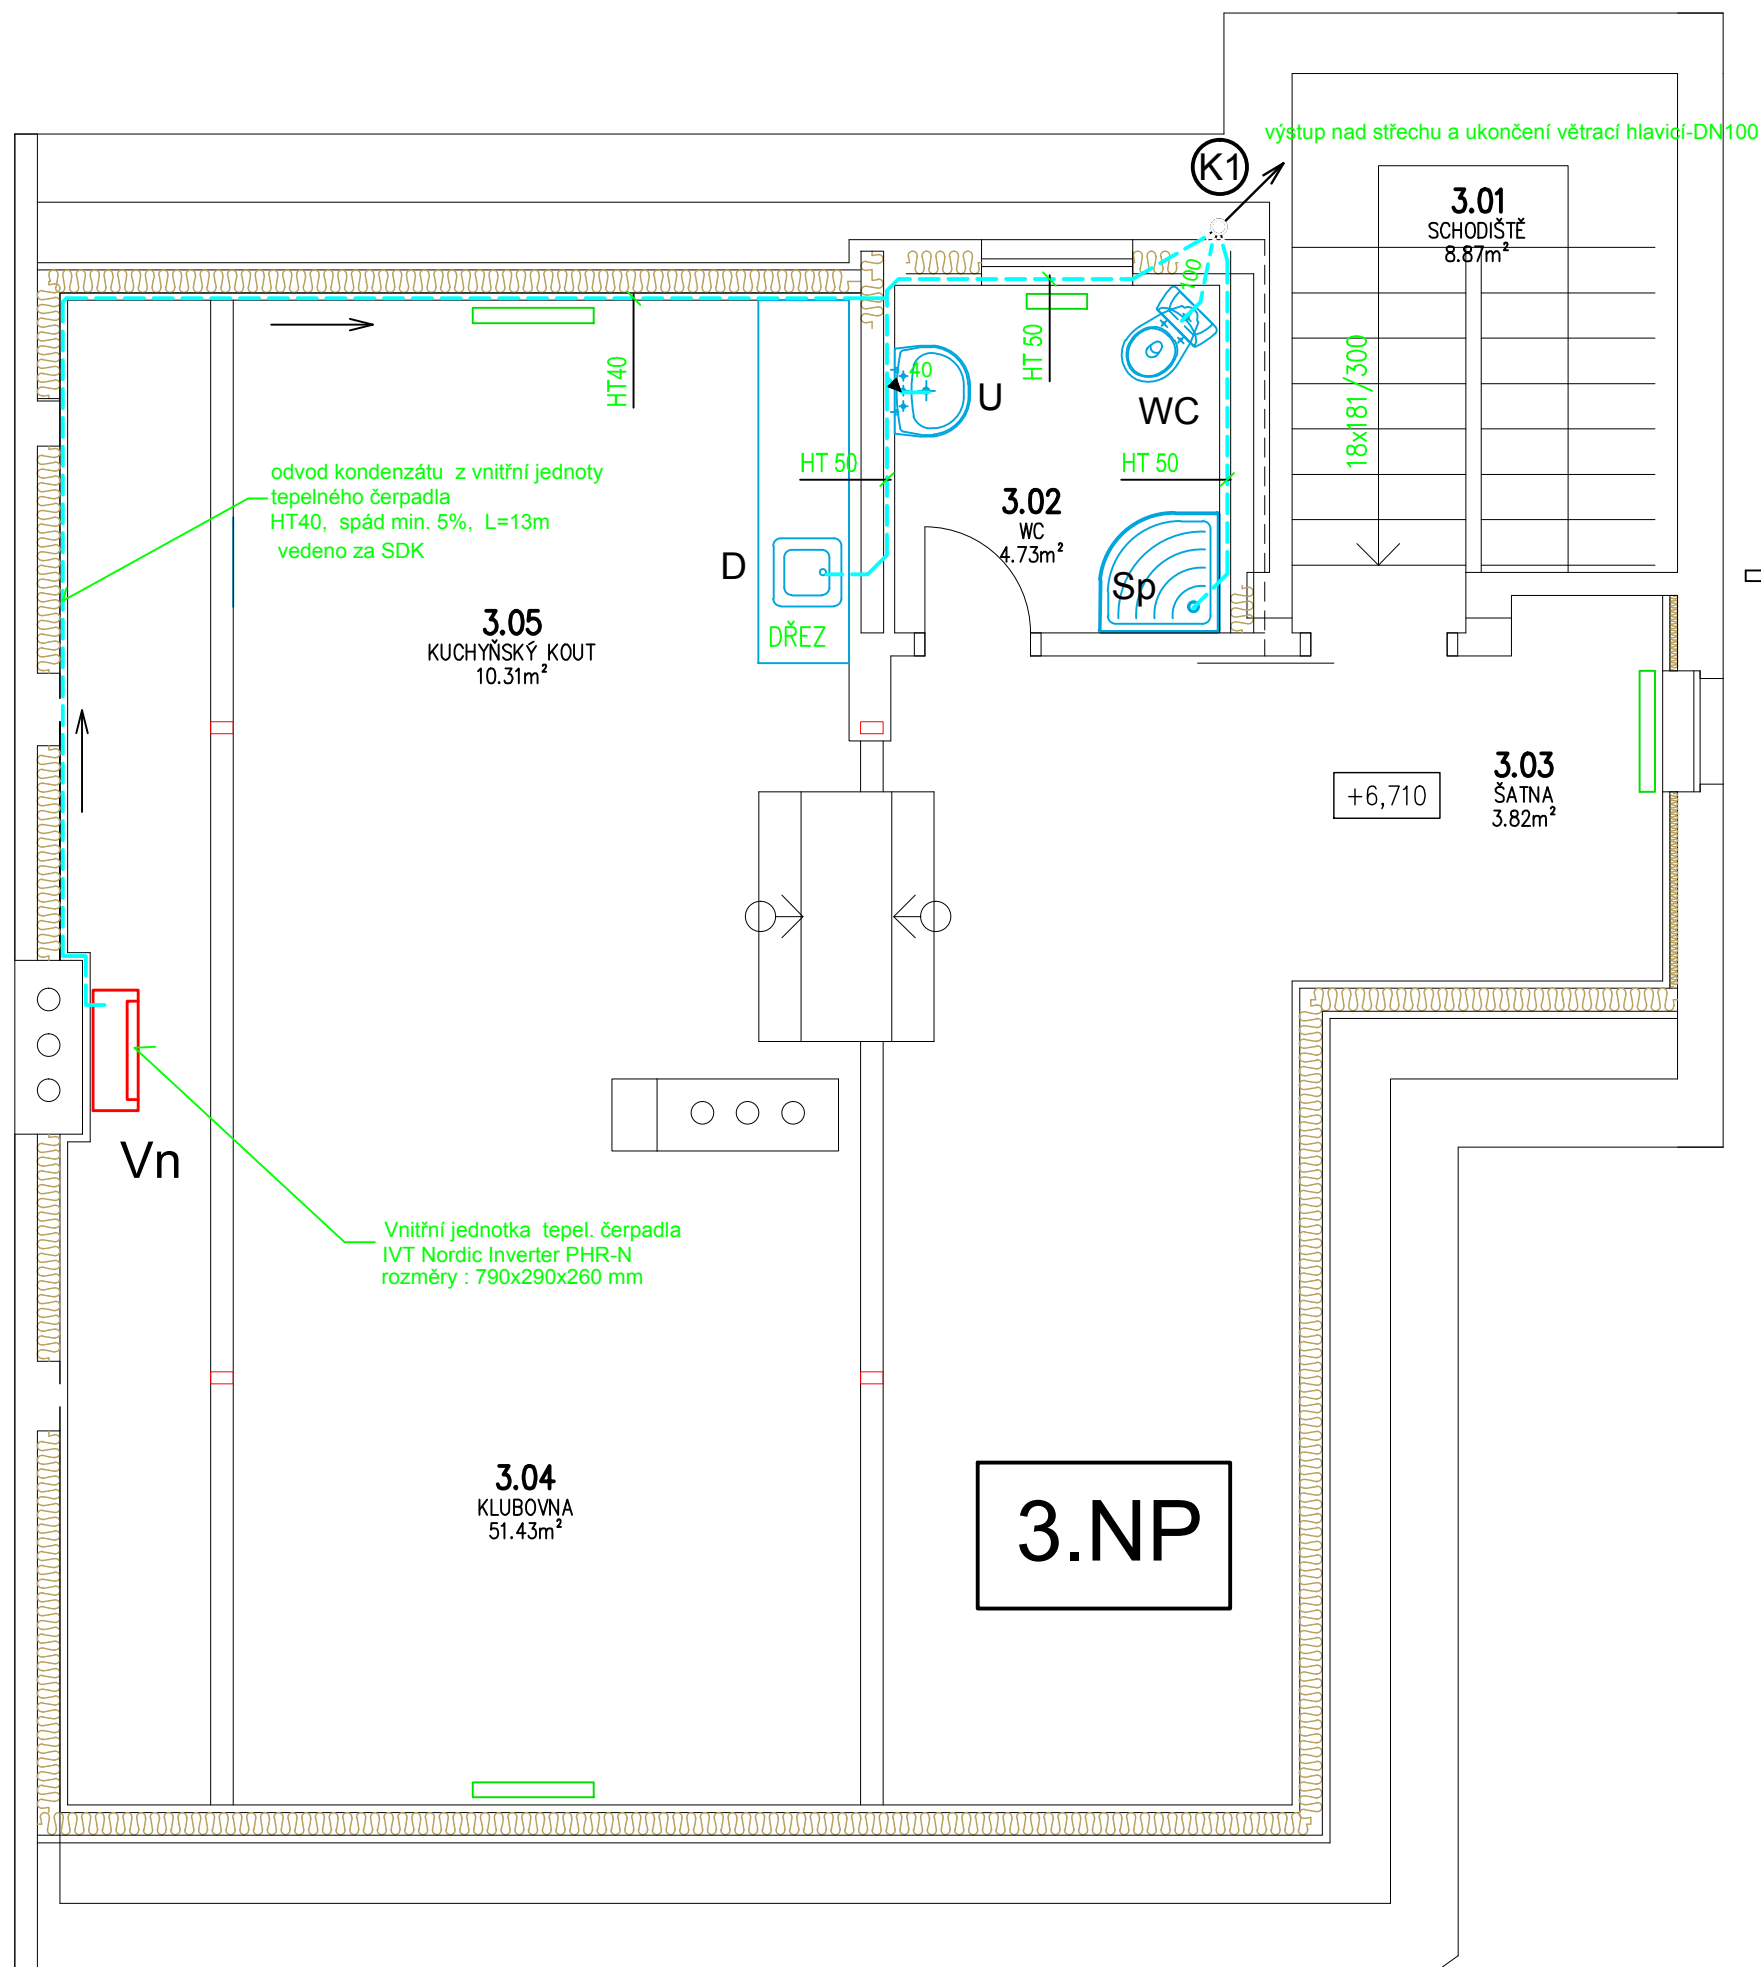 výstup nad střechu a ukončení větrací hlavicí-DN100
K1
3.01
SCHODIŠTĚ
8.87m²
100
HT 50
HT40
40
U
WC
18x181/300
HT 50
HT 50
odvod kondenzátu z vnitřní jednoty
tepelného čerpadla
HT40, spád min. 5%, L=13m
vedeno za SDK
3.02
WC
4.73m²
D
Sp
DŘEZ
3.05
KUCHYŇSKÝ KOUT
10.31m²
3.03
ŠATNA
3.82m²
+6,710
Vn
Vnitřní jednotka tepel. čerpadla
IVT Nordic Inverter PHR-N
rozměry : 790x290x260 mm
3.04
KLUBOVNA
51.43m²
3.NP